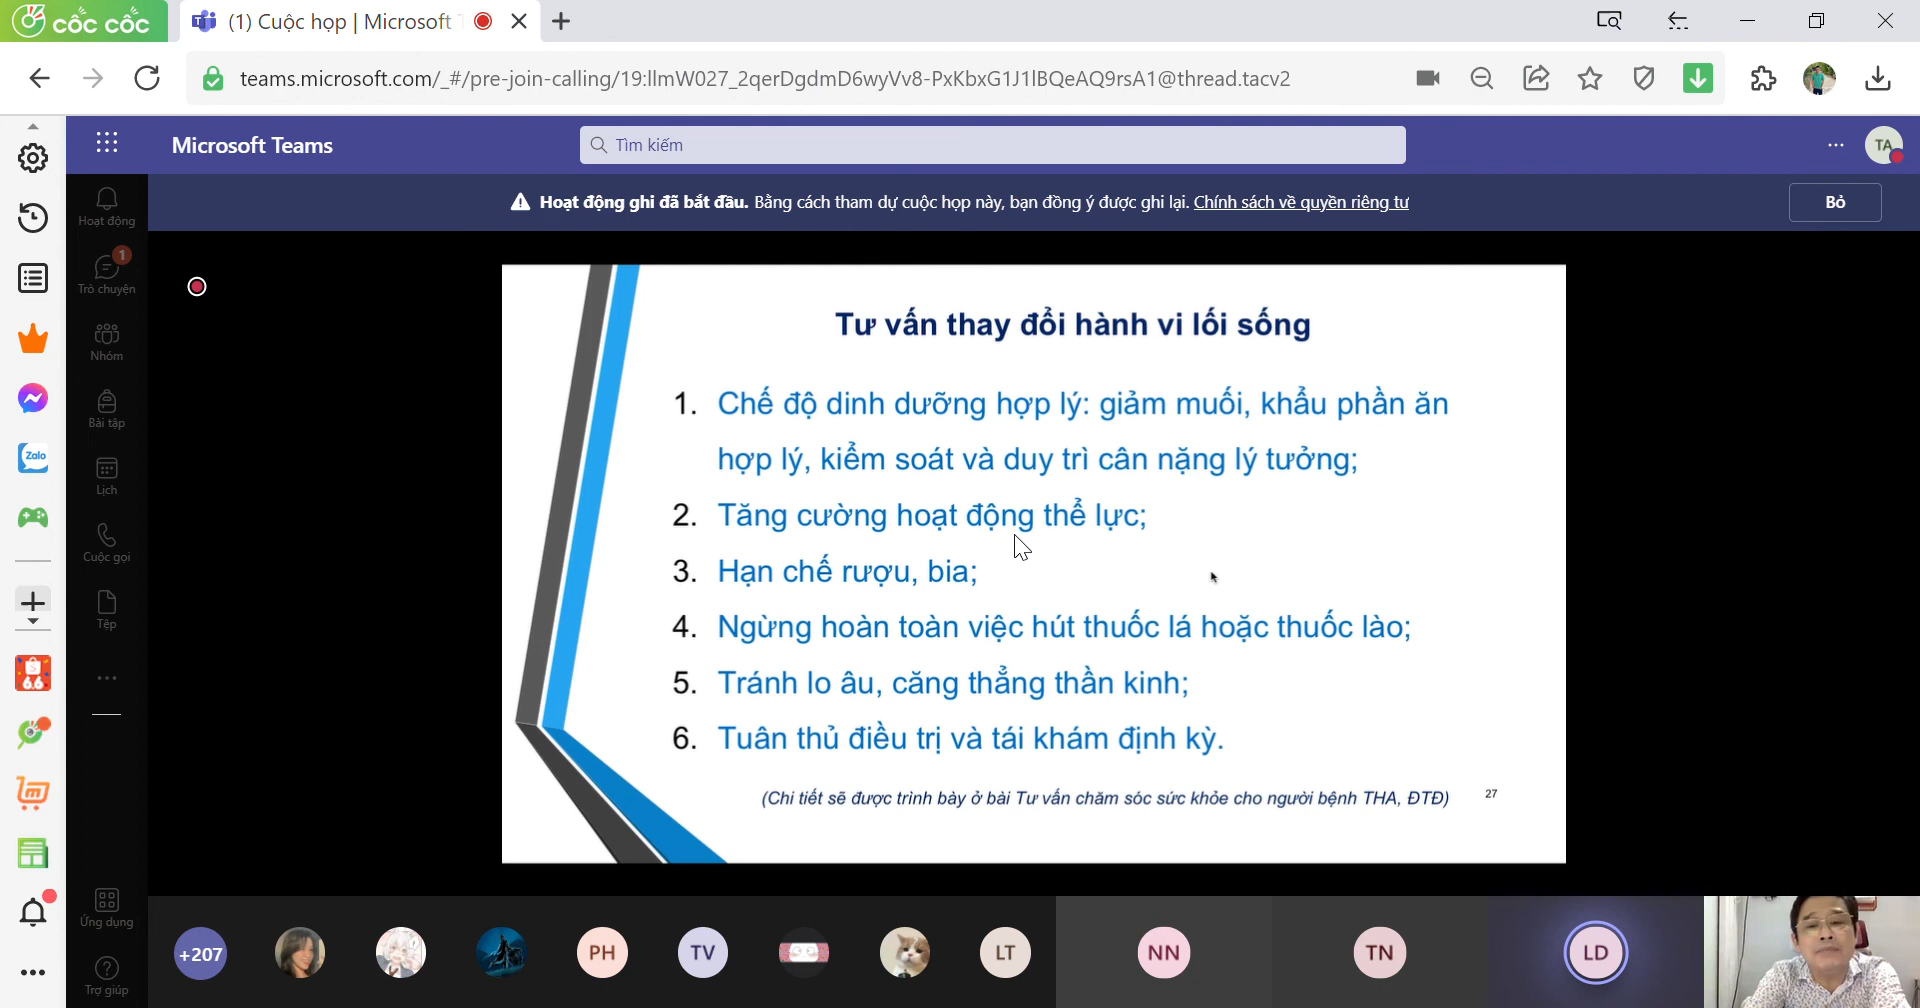 cốc cốc
(1) Cuộc họp | Microsoft T
teams.microsoft.com/_#/pre-join-calling/19:llmW027_2qerDgdmD6wyVv8-PxKbxG1J1lBQeAQ9rsA1@thread.tacv2
Microsoft Teams
Tìm kiếm
TA
Hoạt động ghi đã bắt đầu. Bằng cách tham dự cuộc họp này, bạn đồng ý được ghi lại. Chính sách về quyền riêng tư
Bỏ
Hoạt động
1
Trò chuyện
Nhóm
Bài tập
Lịch
Cuộc gọi
Tệp
Ứng dụng
Trợ giúp
Zalo
6.6
Tư vấn thay đổi hành vi lối sống
1. Chế độ dinh dưỡng hợp lý: giảm muối, khẩu phần ăn
hợp lý, kiểm soát và duy trì cân nặng lý tưởng;
2. Tăng cường hoạt động thể lực;
3. Hạn chế rượu, bia;
4. Ngừng hoàn toàn việc hút thuốc lá hoặc thuốc lào;
5. Tránh lo âu, căng thẳng thần kinh;
6. Tuân thủ điều trị và tái khám định kỳ.
(Chi tiết sẽ được trình bày ở bài Tư vấn chăm sóc sức khỏe cho người bệnh THA, ĐTĐ)
27
+207
PH
TV
LT
NN
TN
LD